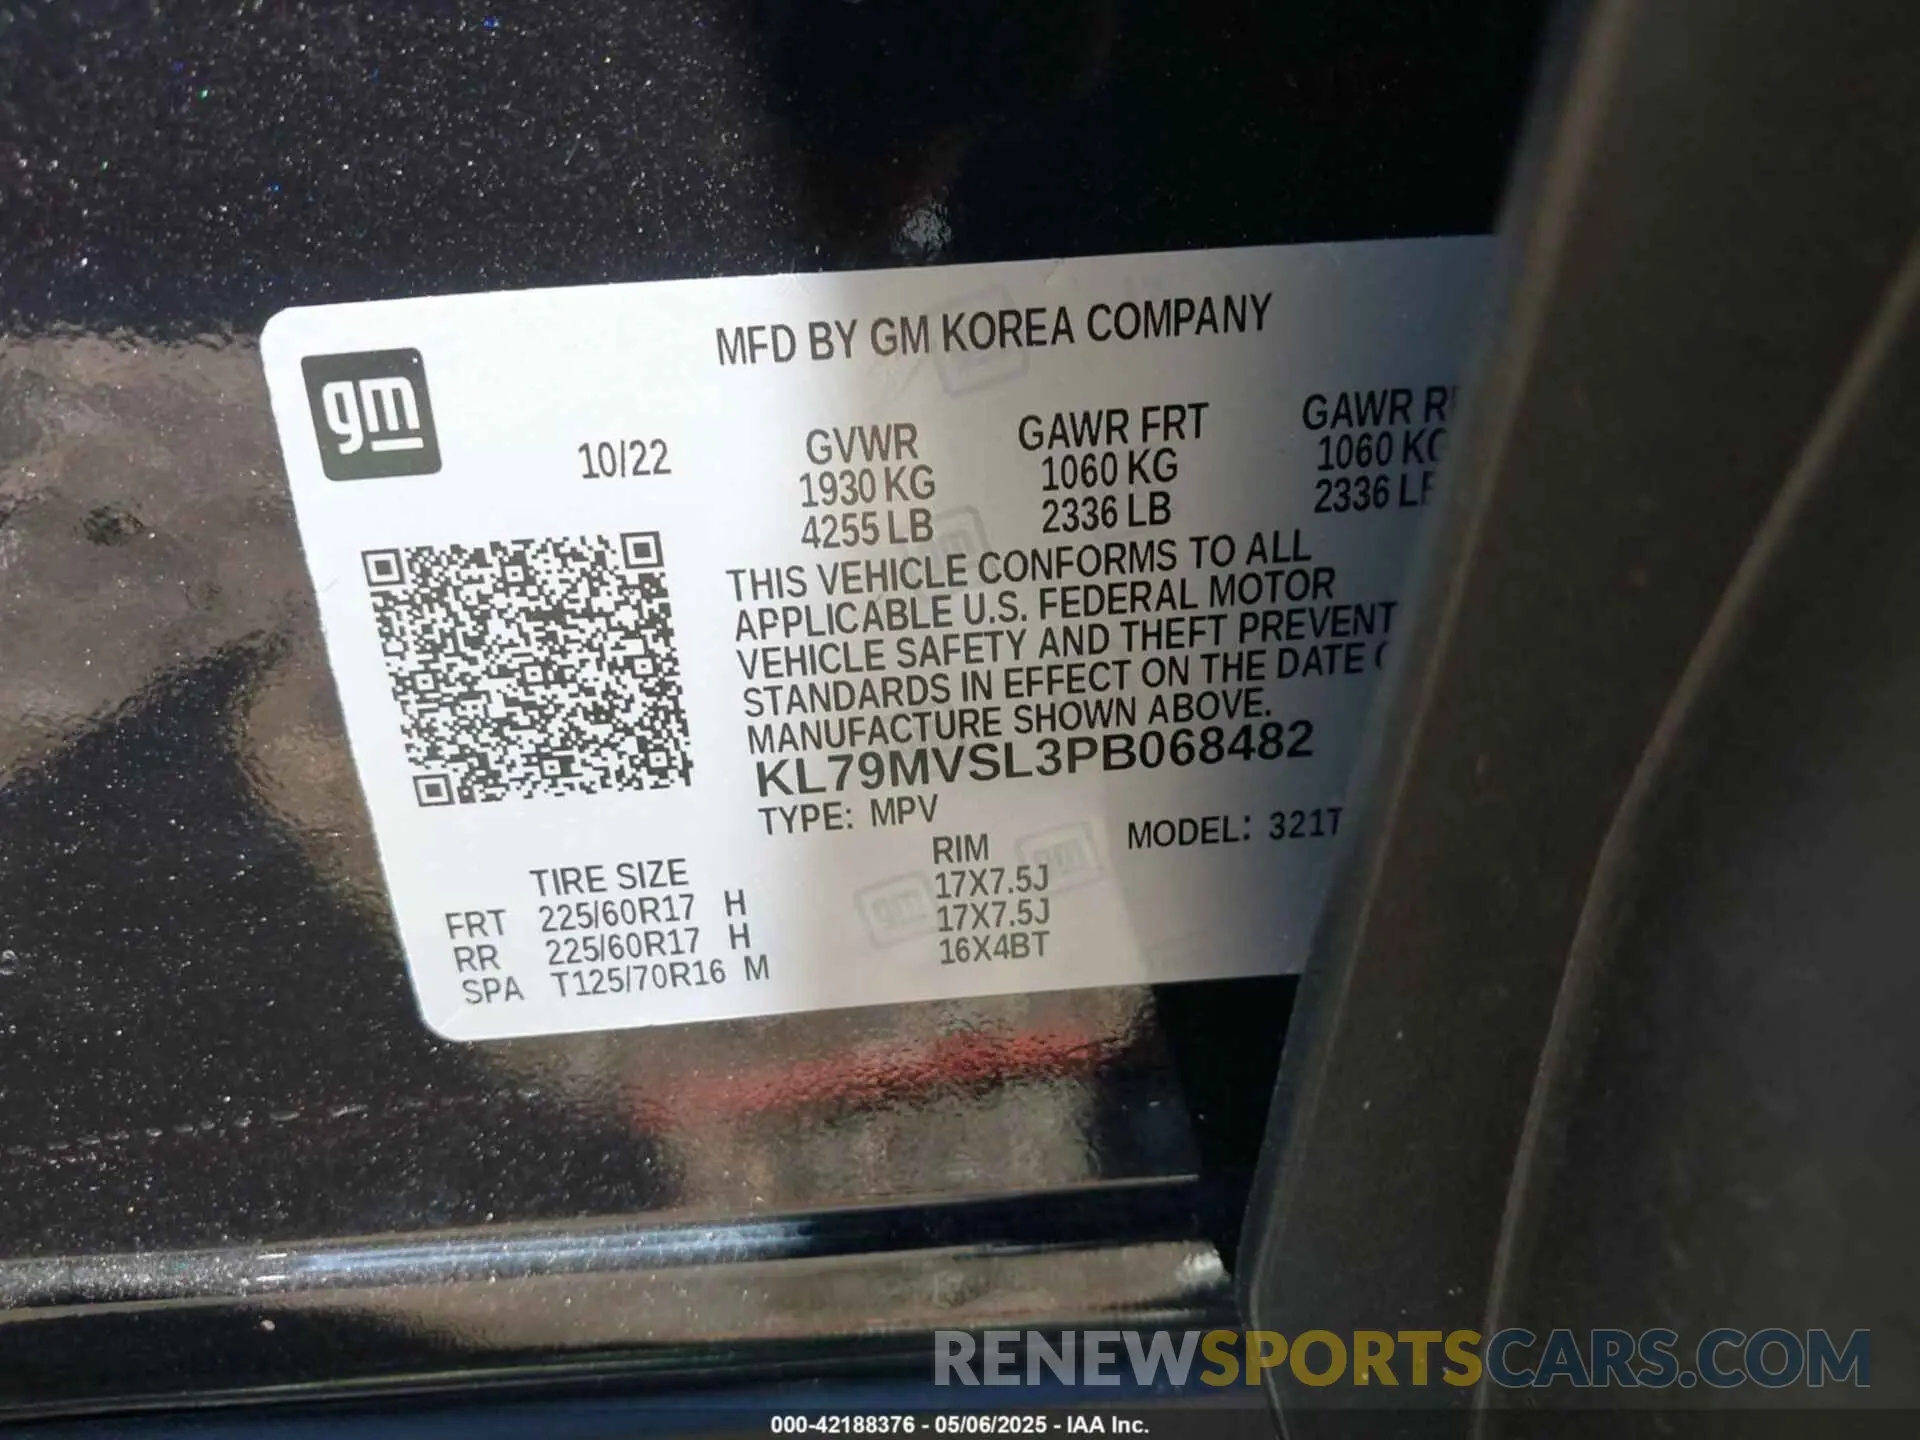 MFD BY GM KOREA COMPANY
gm
10/22
GVWR GAWR FRT GAWR
1930 KG 1060 KG 1060
4255 LB 2336 LB 2336
THIS VEHICLE CONFORMS TO ALL
APPLICABLE U.S. FEDERAL MOTOR
VEHICLE SAFETY AND THEFT PREVENT
STANDARDS IN EFFECT ON THE DATE
MANUFACTURE SHOWN ABOVE.
KL79MVSL3PB068482
TYPE: MPV MODEL: 321T
TIRE SIZE RIM
FRT 225/60R17 H 17X7.5J
RR 225/60R17 H 17X7.5J
SPA T125/70R16 M 16X4BT
RENEWSPORTSCARS.COM
000-42188376 - 05/06/2025 - IAA Inc.